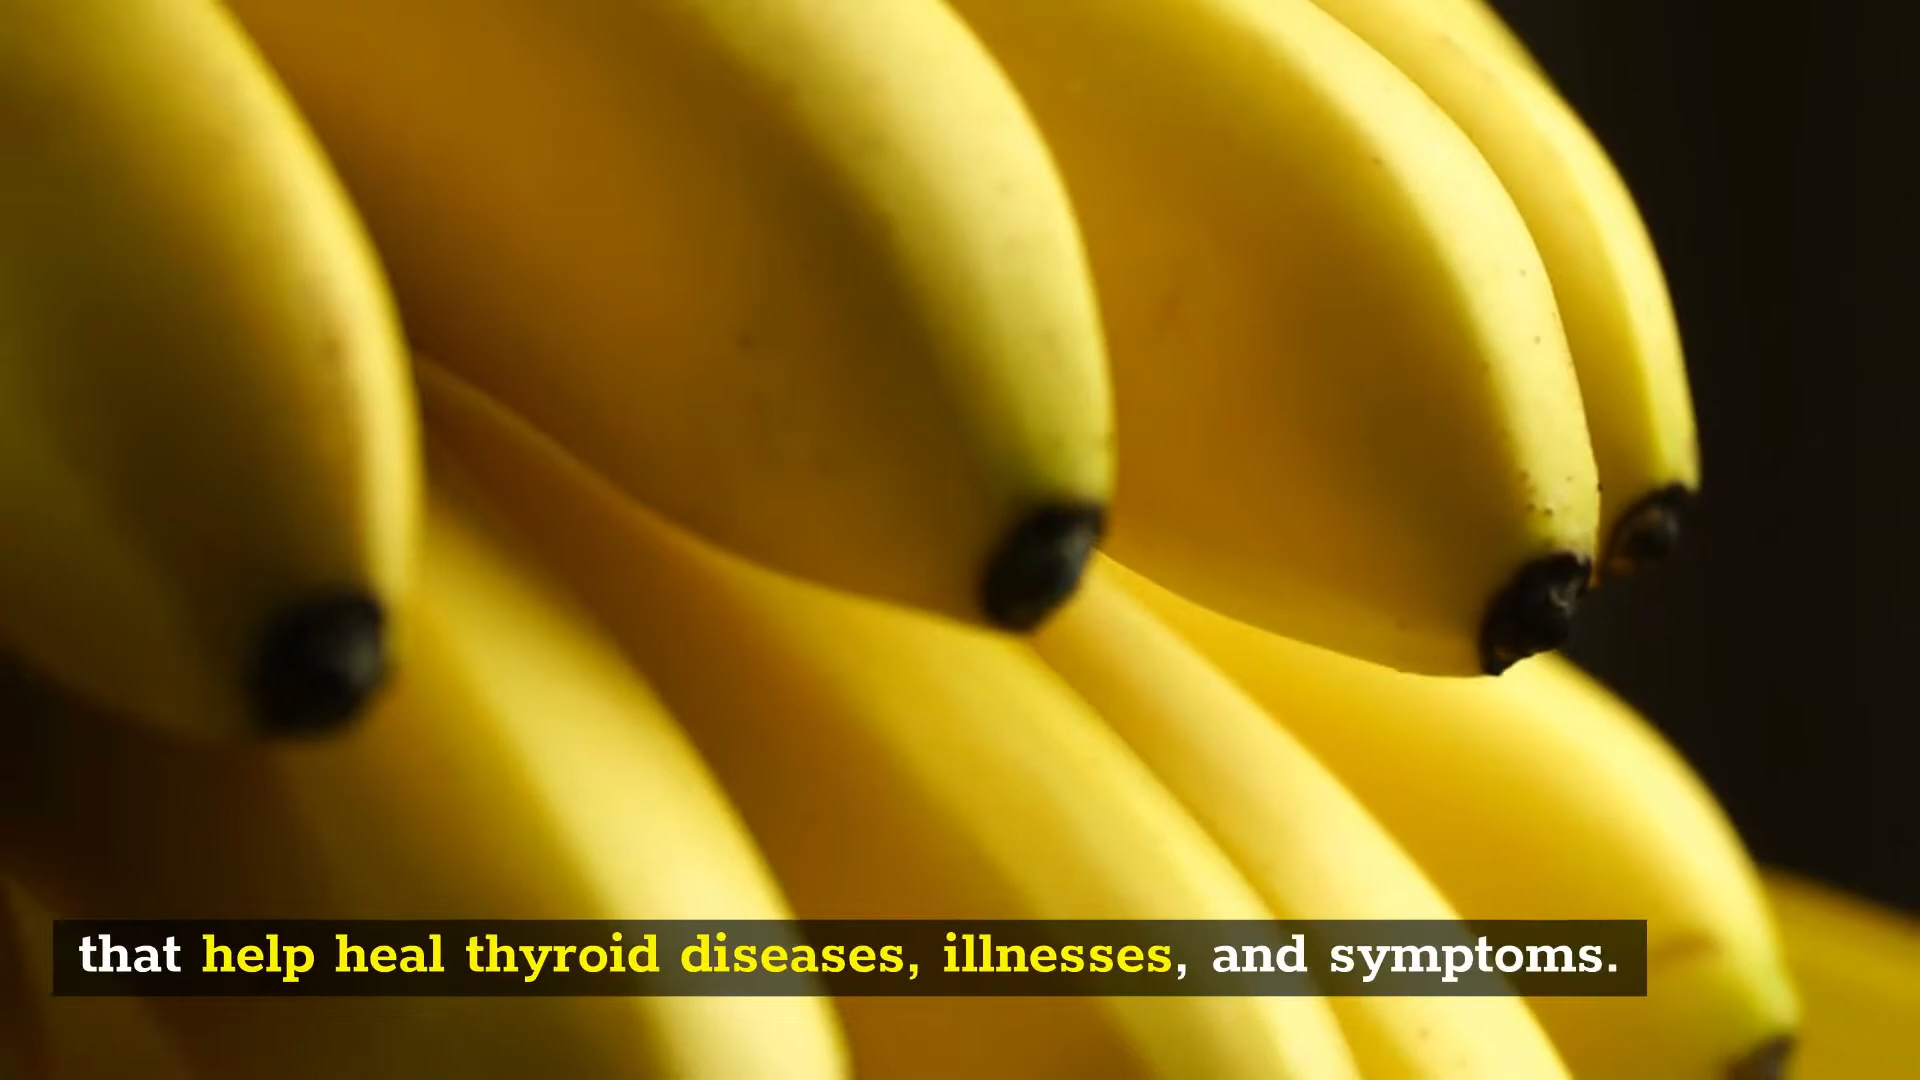 that help heal thyroid diseases, illnesses, and symptoms.